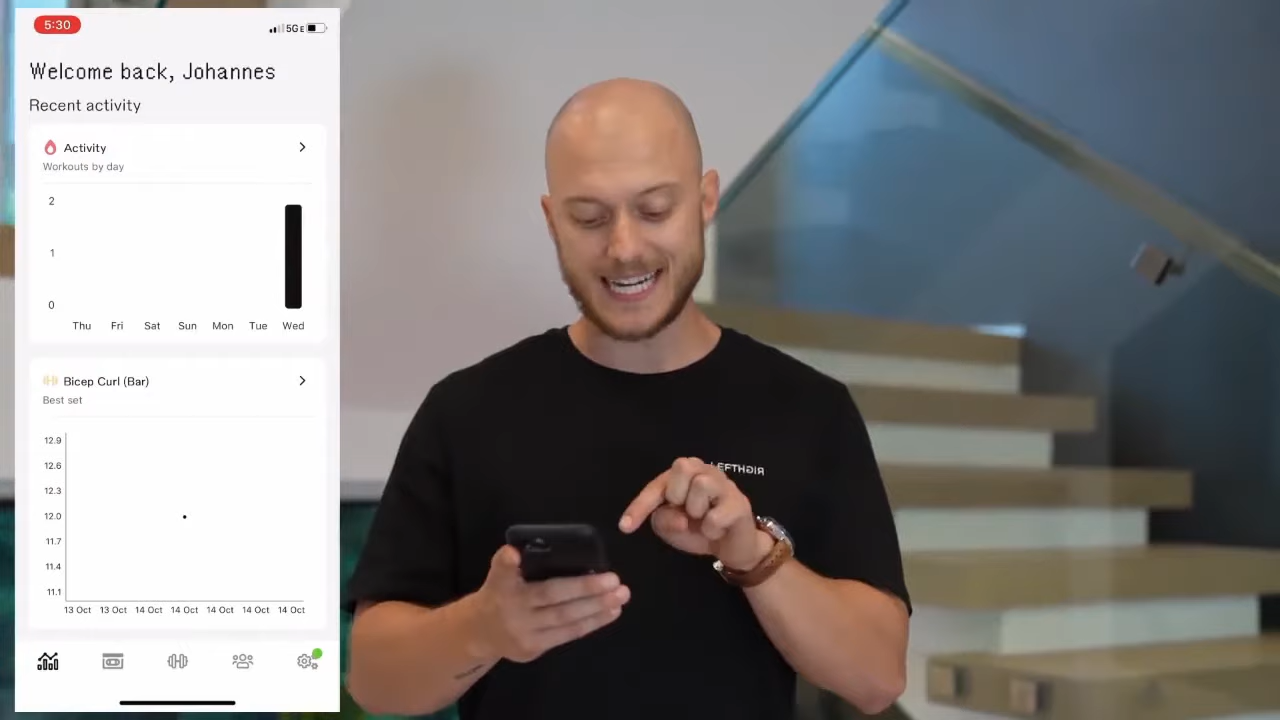 5:30
5G E
Welcome back, Johannes
Recent activity
Activity
Workouts by day
2
1
0
Thu Fri Sat Sun Mon Tue Wed
Bicep Curl (Bar)
Best set
12.9
12.6
12.3
12.0
11.7
11.4
11.1
13 Oct 13 Oct 14 Oct 14 Oct 14 Oct 14 Oct 14 Oct
LEFTHƏIR